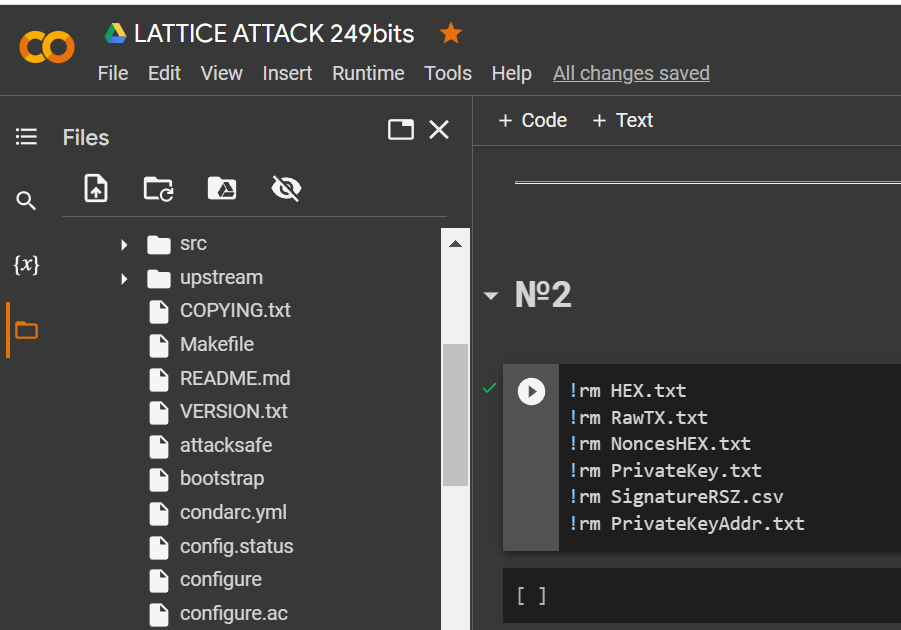 LATTICE ATTACK 249bits
File Edit View Insert Runtime Tools Help All changes saved
Files
+ Code + Text
{x}
src
upstream
COPYING.txt
Makefile
README.md
VERSION.txt
attacksafe
bootstrap
condarc.yml
config.status
configure
configure.ac
№2
!rm HEX.txt
!rm RawTX.txt
!rm NoncesHEX.txt
!rm PrivateKey.txt
!rm SignatureRSZ.csv
!rm PrivateKeyAddr.txt
[ ]